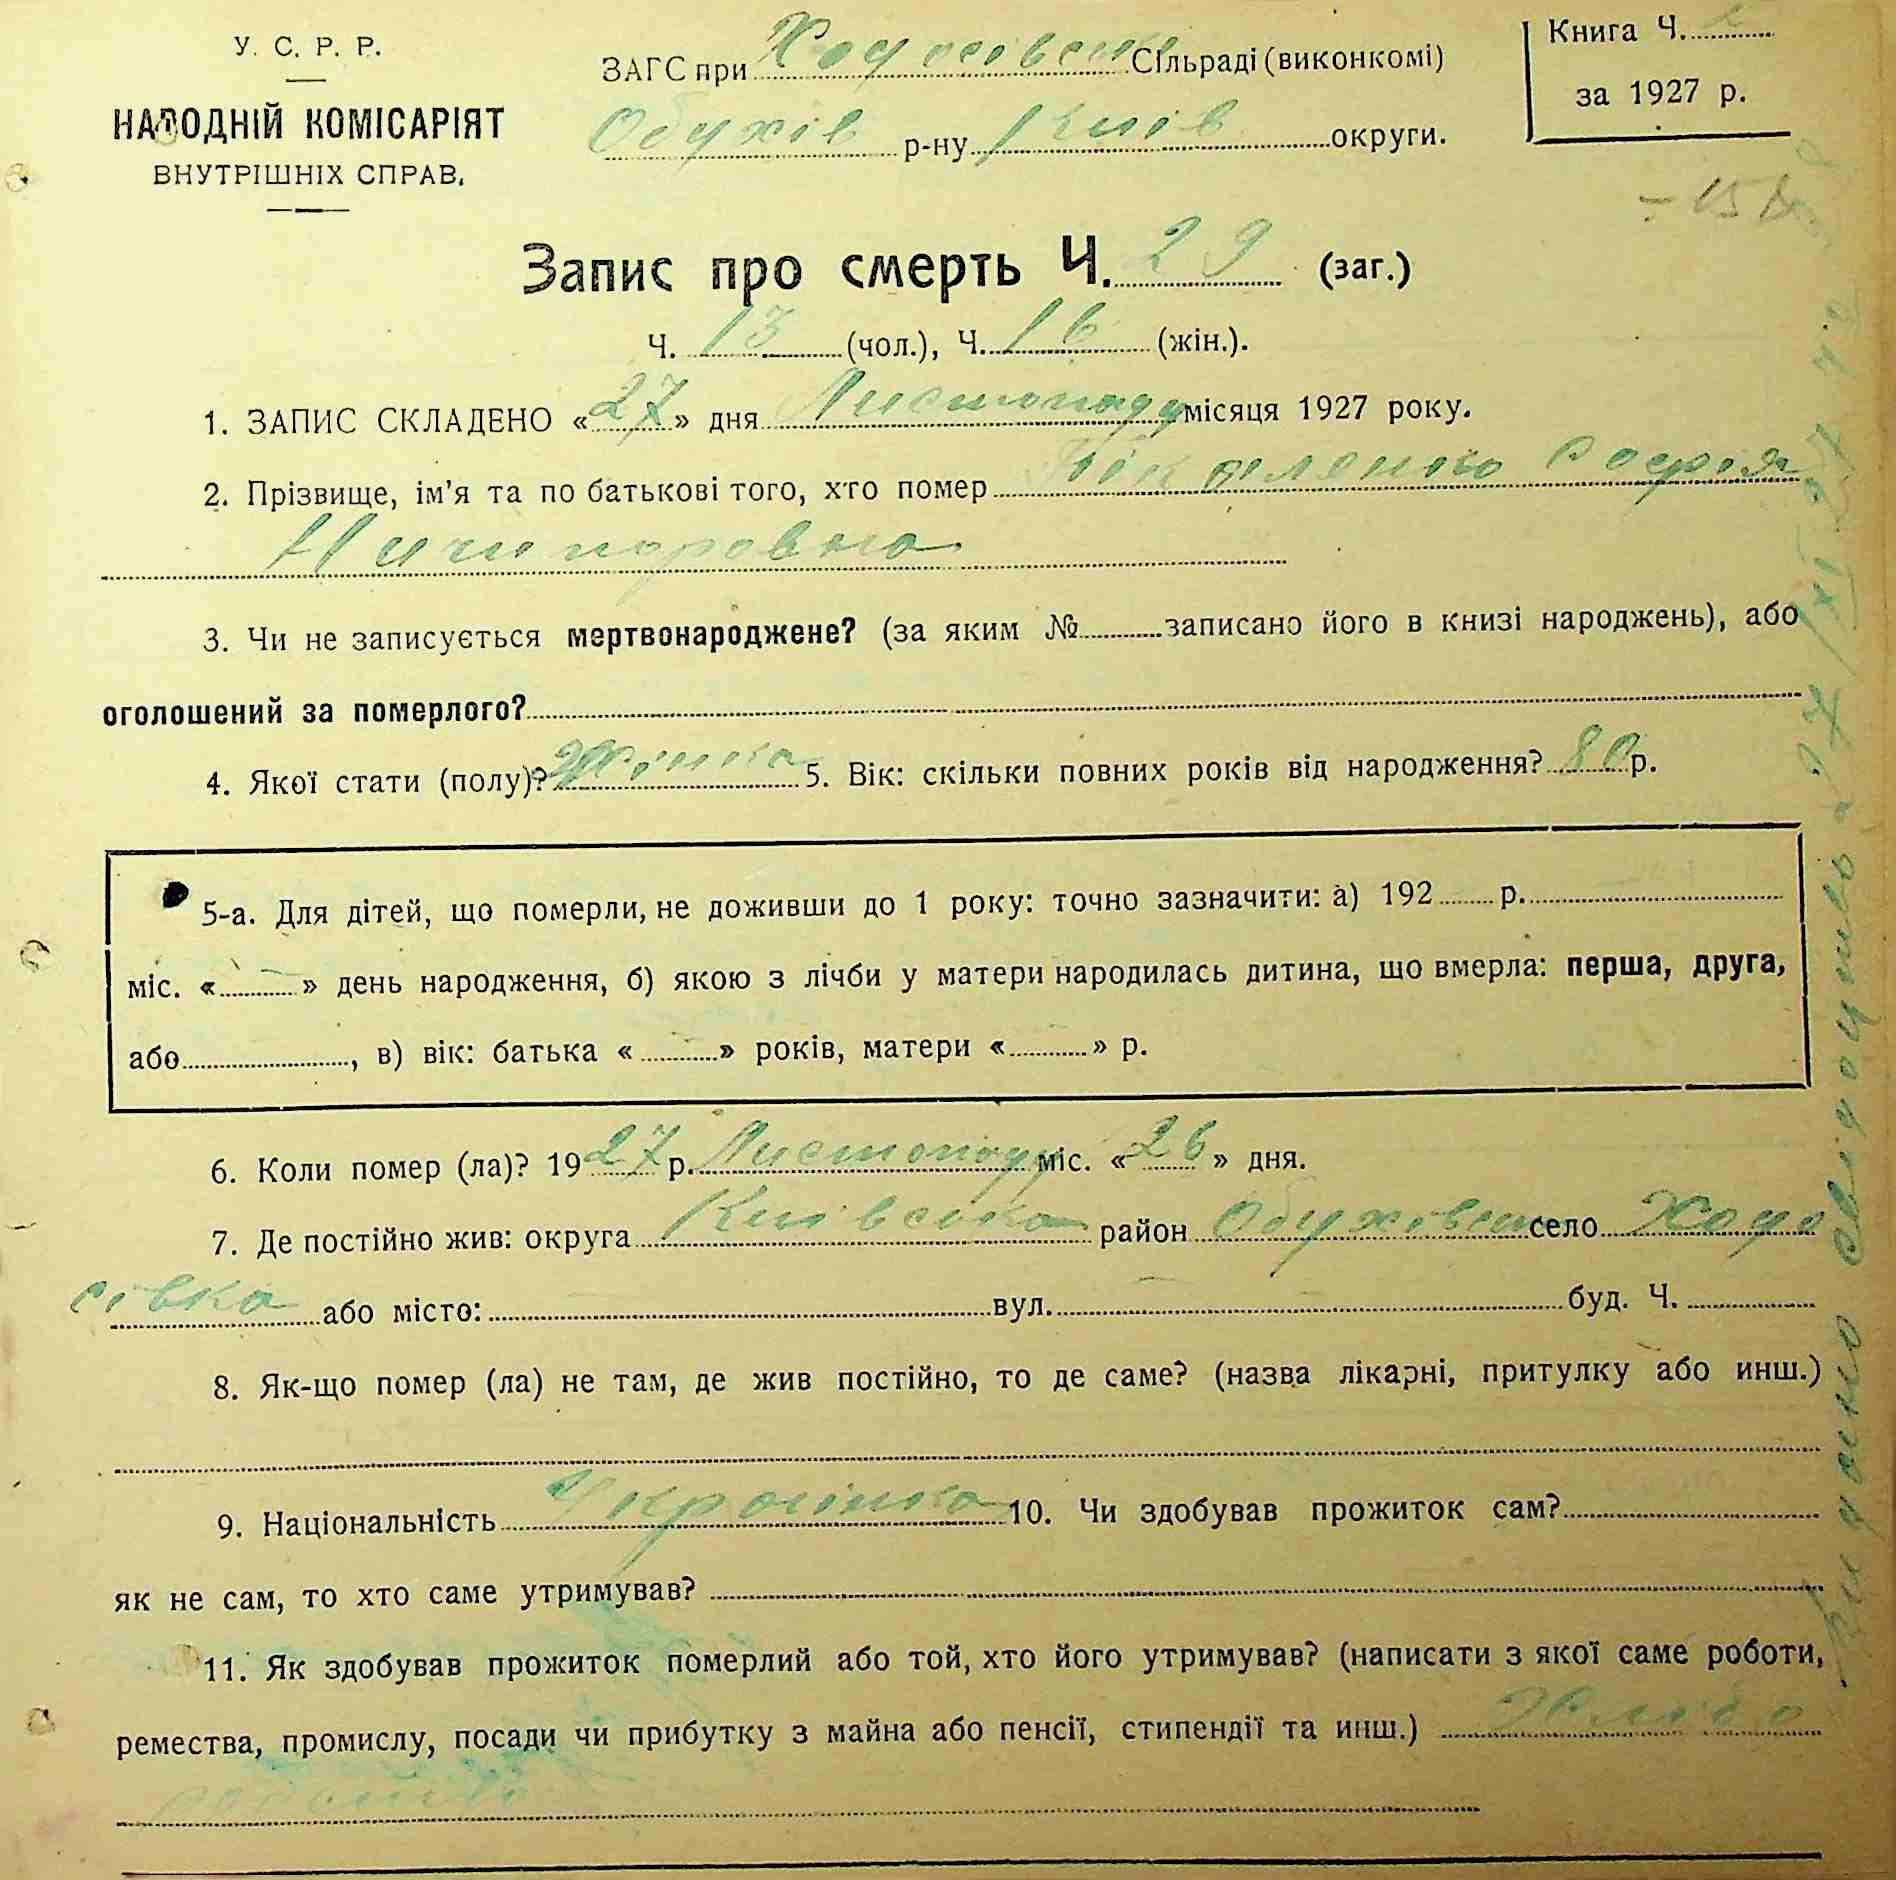 У. С. Р. Р.
НАРОДНІЙ КОМІСАРІЯТ
ВНУТРІШНІХ СПРАВ.
ЗАГС при Ходосівськ Сільраді (виконкомі)
Обухів р-ну Київ округи.
Книга Ч.
за 1927 р.
Запис про смерть Ч. 29 (заг.)
Ч. 13 (чол.), Ч. 16 (жін.).
1. ЗАПИС СКЛАДЕНО «27» дня Листопаду місяця 1927 року.
2. Прізвище, ім'я та по батькові того, хто помер Софія
Ничипоровна
3. Чи не записується мертвонароджене? (за яким № записано його в книзі народжень), або
оголошений за померлого?
4. Якої стати (полу)? Жінка 5. Вік: скільки повних років від народження? 80 р.
5-а. Для дітей, що померли, не доживши до 1 року: точно зазначити: а) 192 р.
міс. « — » день народження, б) якою з лічби у матери народилась дитина, що вмерла: перша, друга,
або , в) вік: батька « — » років, матери « » р.
6. Коли помер (ла)? 1927 р. Листопаду міс. «26» дня.
7. Де постійно жив: округа Київська район Обухівськ село Ходо
сівка або місто: вул. буд. Ч.
8. Як-що помер (ла) не там, де жив постійно, то де саме? (назва лікарні, притулку або инш.)
9. Національність Українка 10. Чи здобував прожиток сам?
як не сам, то хто саме утримував?
11. Як здобував прожиток померлий або той, хто його утримував? (написати з якої саме роботи,
ремества, промислу, посади чи прибутку з майна або пенсії, стипендії та инш.) Хлібо